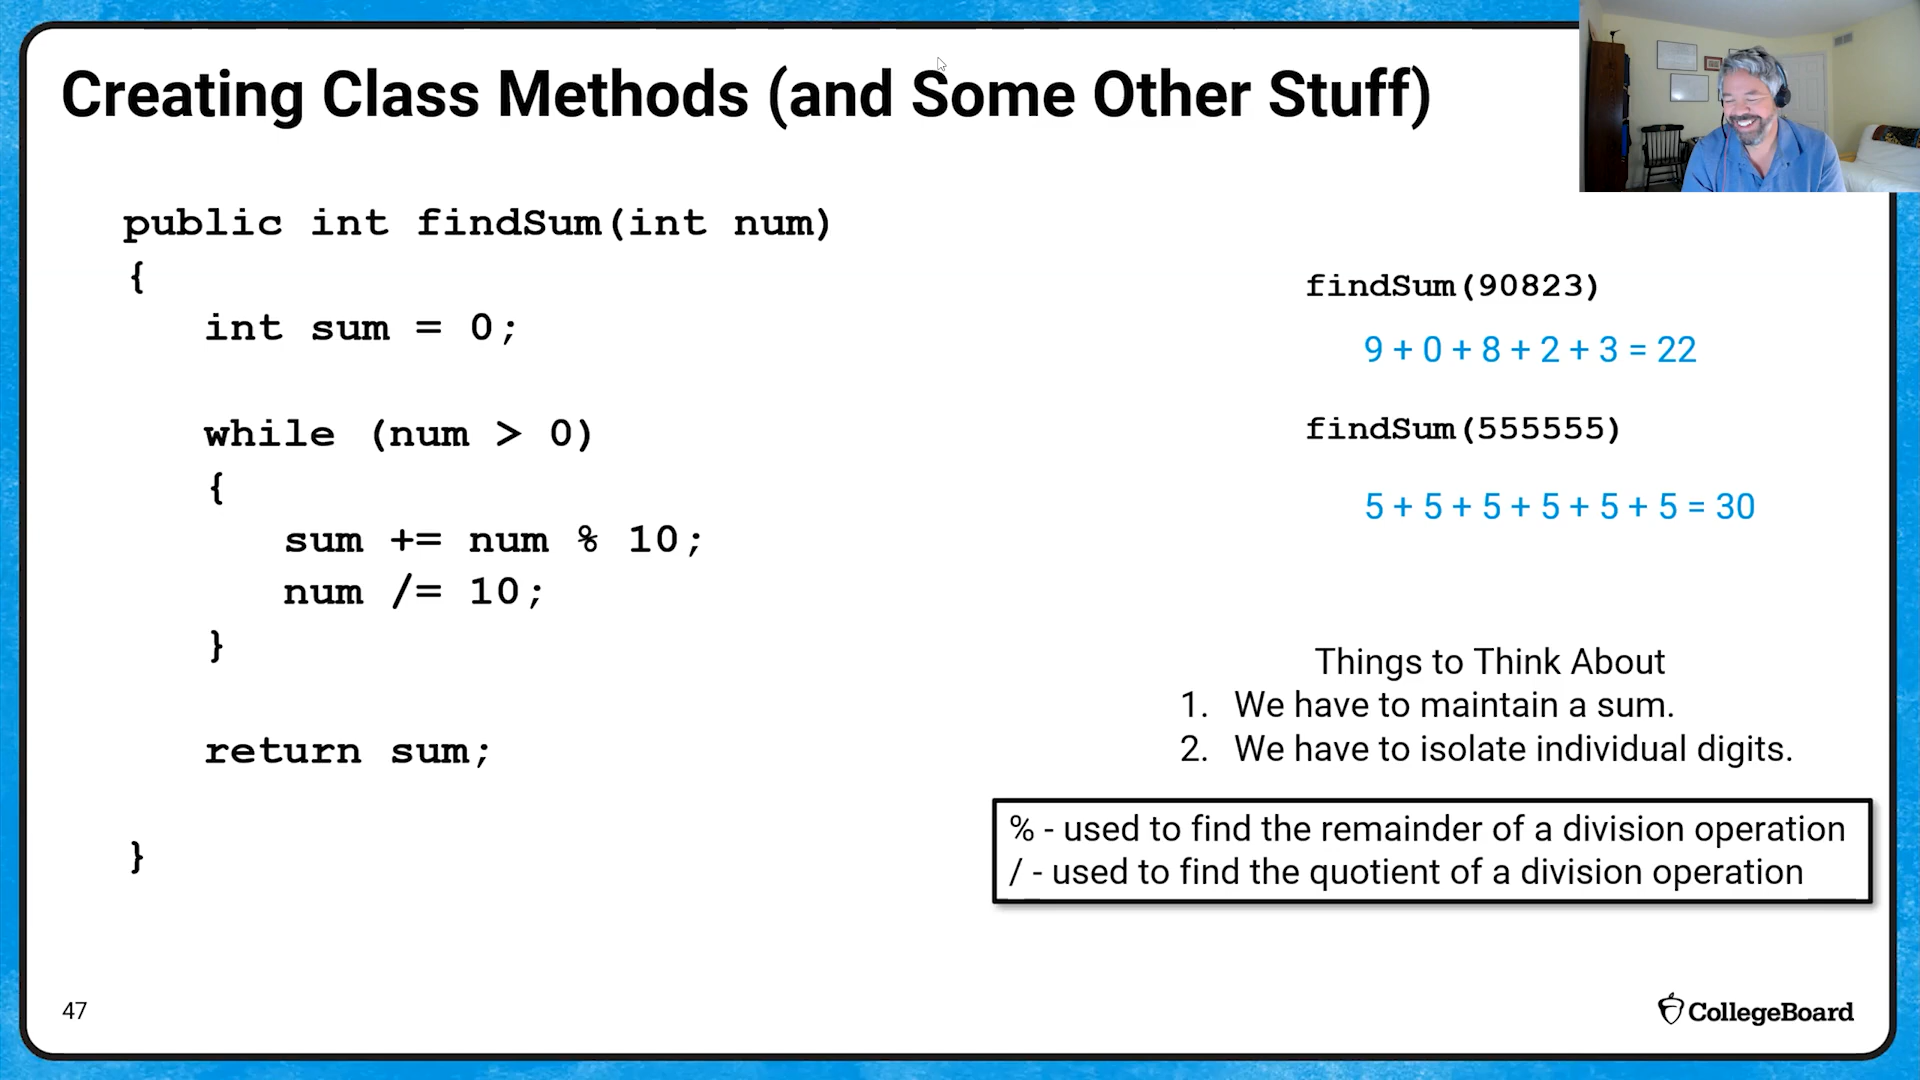 Creating Class Methods (and Some Other Stuff)
public int findSum(int num)
{
int sum = 0;
while (num > 0)
{
sum += num % 10;
num /= 10;
}
return sum;
}
findSum(90823)
9 + 0 + 8 + 2 + 3 = 22
findSum(555555)
5 + 5 + 5 + 5 + 5 + 5 = 30
Things to Think About
1. We have to maintain a sum.
2. We have to isolate individual digits.
% - used to find the remainder of a division operation
/ - used to find the quotient of a division operation
47
CollegeBoard